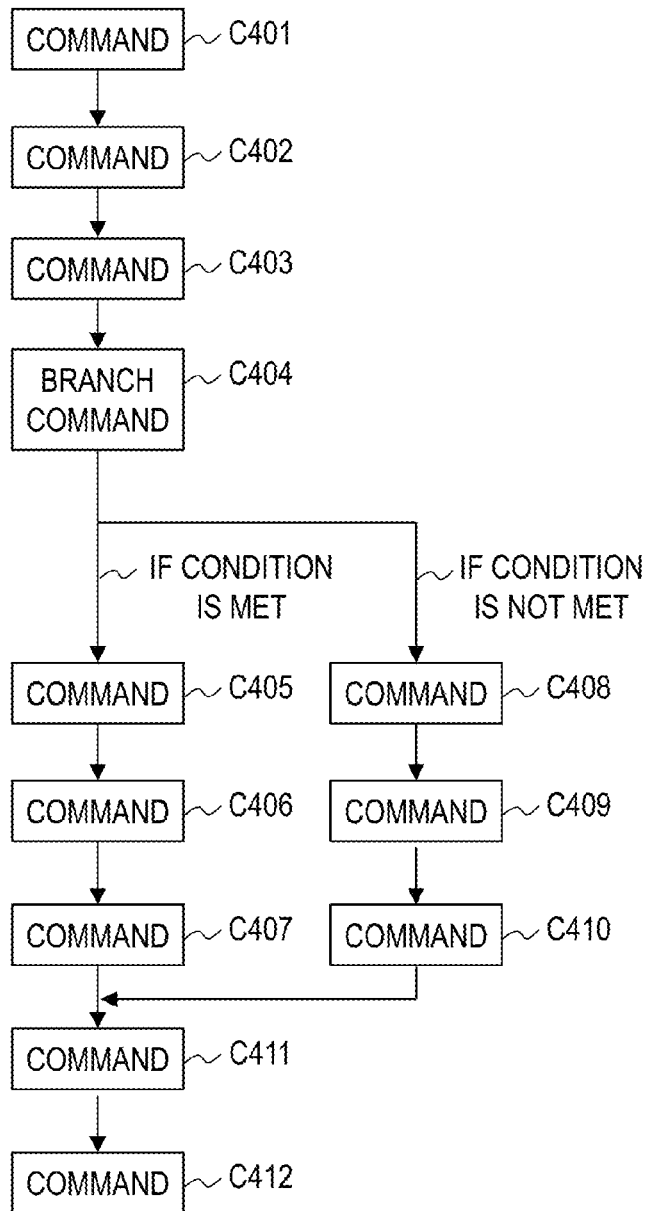 COMMAND C401
COMMAND C402
COMMAND C403
BRANCH
COMMAND
C404
IF CONDITION
IS MET
IF CONDITION
IS NOT MET
COMMAND C405
COMMAND C408
COMMAND C406
COMMAND C409
COMMAND C407
COMMAND C410
COMMAND C411
COMMAND C412